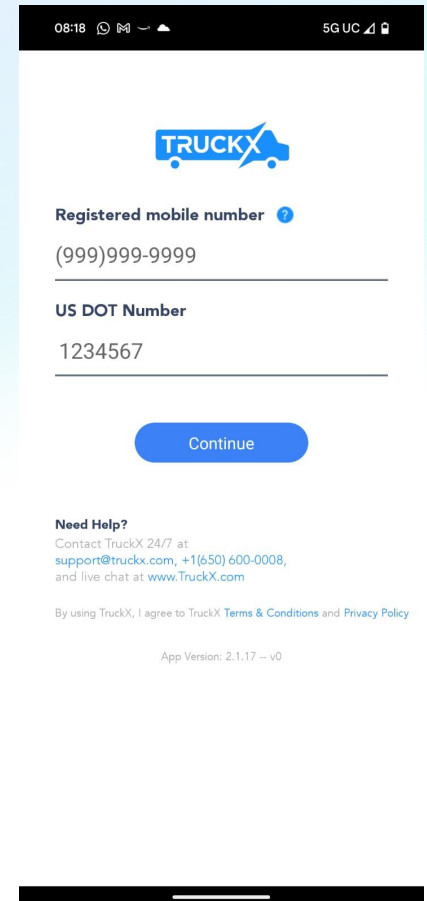 08:18 5G UC
TRUCKX
Registered mobile number ?
(999)999-9999
US DOT Number
1234567
Continue
Need Help?
Contact TruckX 24/7 at
support@truckx.com, +1(650) 600-0008,
and live chat at www.TruckX.com
By using TruckX, I agree to TruckX Terms & Conditions and Privacy Policy
App Version: 2.1.17 -- v0